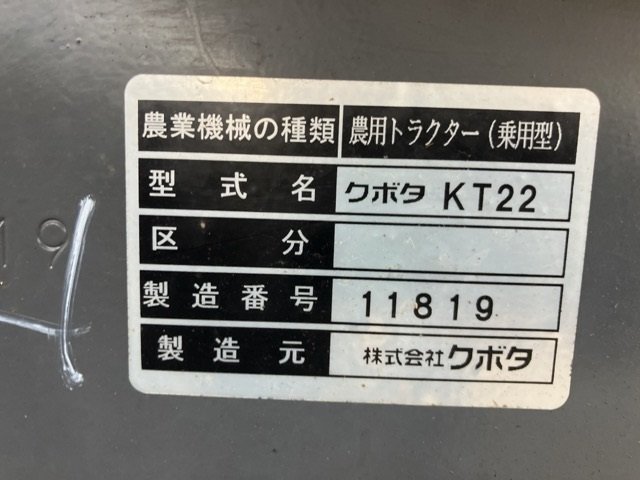 農業機械の種類 農用トラクター(乗用型)
型式名 クボタ KT22
区分
製造番号 11819
製造元 株式会社クボタ
19